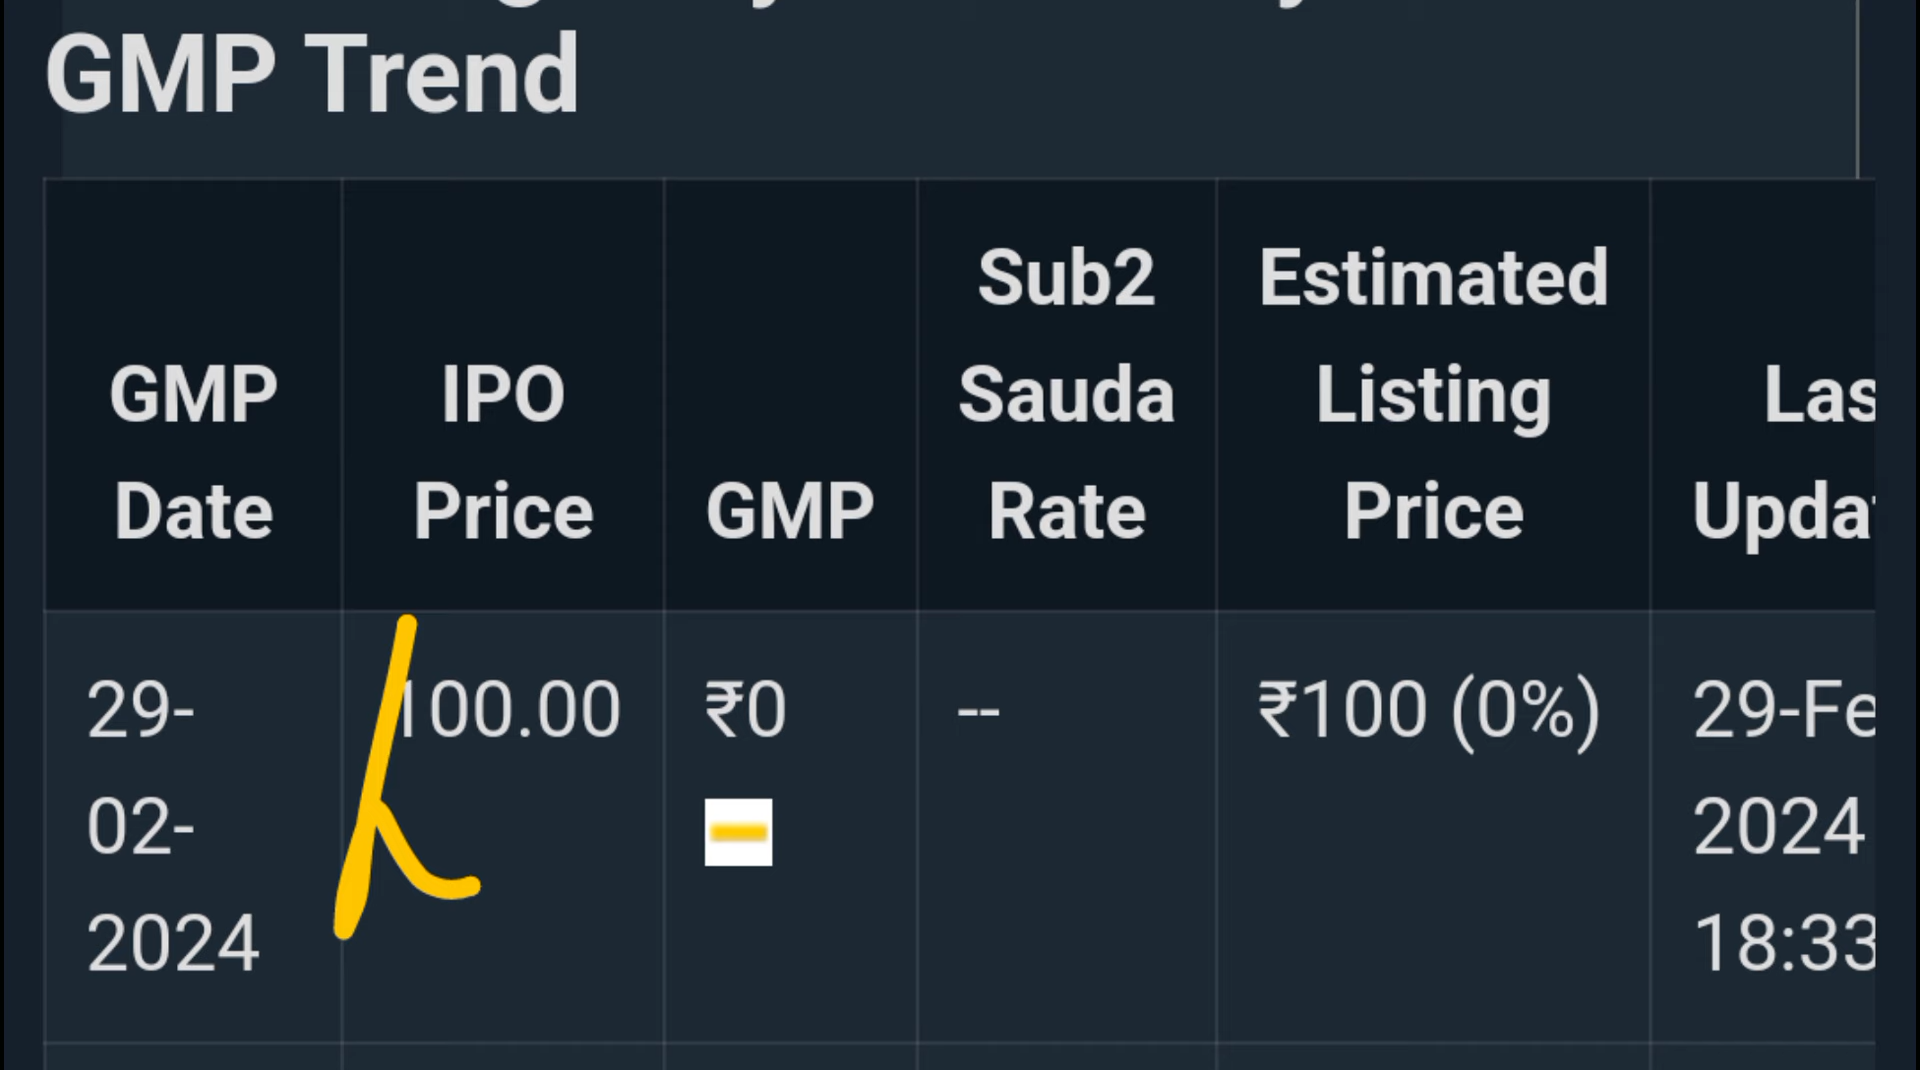 GMP Trend
Sub2 Estimated
GMP IPO Sauda Listing Las
Date Price GMP Rate Price Upda
29- 100.00 ₹0 -- ₹100 (0%) 29-Fe
02- 2024
2024 18:33